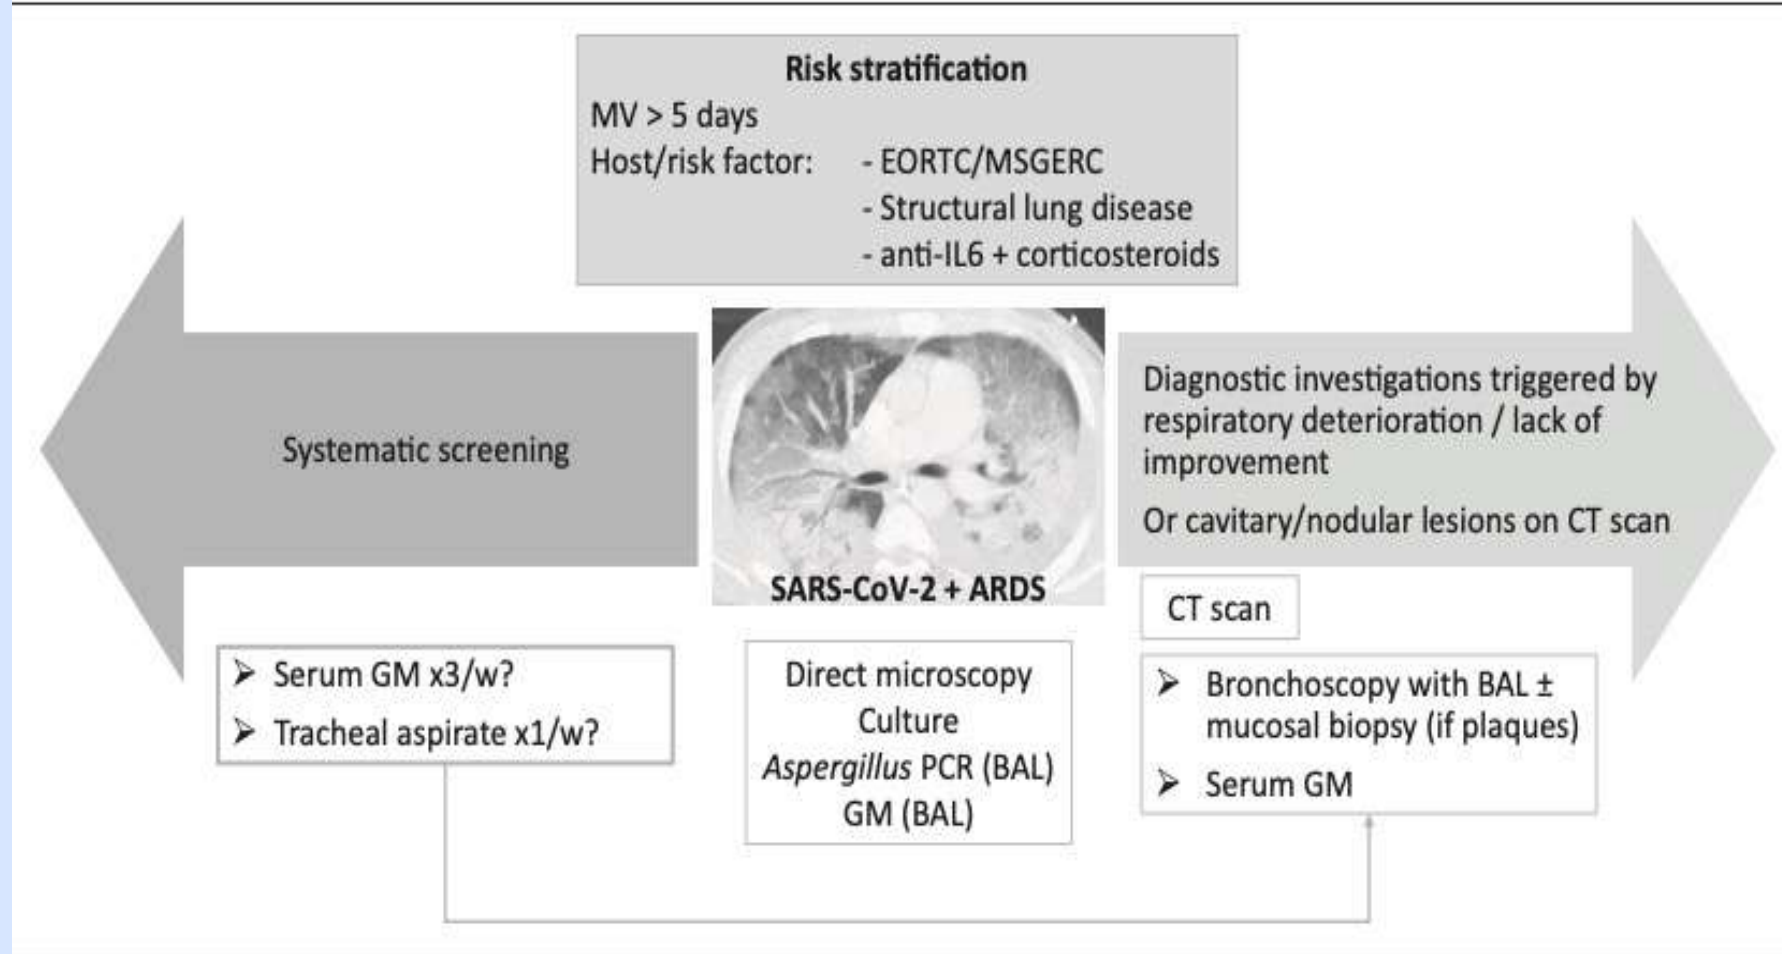 Risk stratification
MV > 5 days
Host/risk factor: - EORTC/MSGERC
- Structural lung disease
- anti-IL6 + corticosteroids
Systematic screening
SARS-CoV-2 + ARDS
Diagnostic investigations triggered by
respiratory deterioration / lack of
improvement
Or cavitary/nodular lesions on CT scan
➢ Serum GM x3/w?
➢ Tracheal aspirate x1/w?
Direct microscopy
Culture
Aspergillus PCR (BAL)
GM (BAL)
CT scan
➢ Bronchoscopy with BAL ±
mucosal biopsy (if plaques)
➢ Serum GM